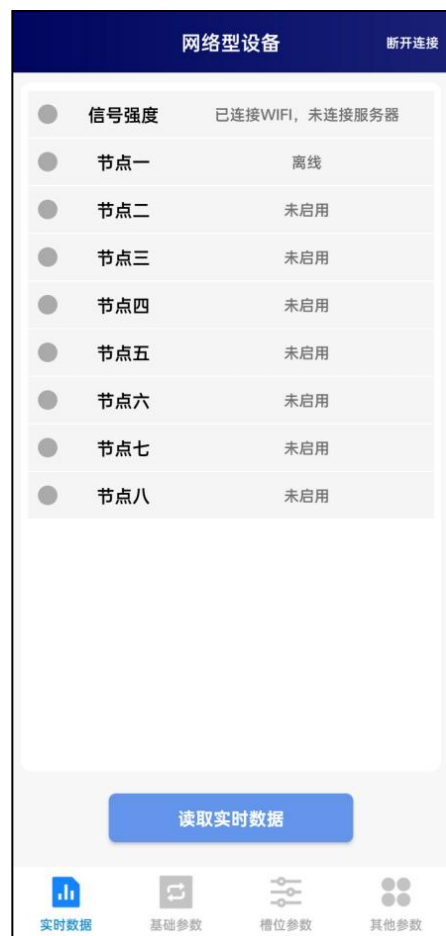 网络型设备 断开连接
信号强度 已连接WIFI，未连接服务器
节点一 离线
节点二 未启用
节点三 未启用
节点四 未启用
节点五 未启用
节点六 未启用
节点七 未启用
节点八 未启用
读取实时数据
实时数据 基础参数 槽位参数 其他参数